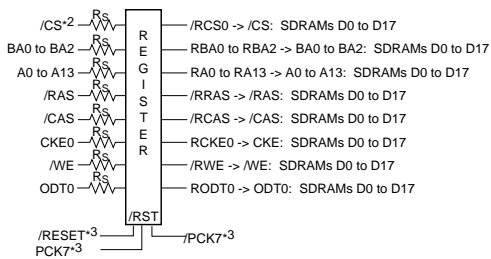 /CS*2 RS /RCS0 -> /CS: SDRAMs D0 to D17
BA0 to BA2 RS RBA0 to RBA2 -> BA0 to BA2: SDRAMs D0 to D17
A0 to A13 RS RA0 to RA13 -> A0 to A13: SDRAMs D0 to D17
/RAS RS /RRAS -> /RAS: SDRAMs D0 to D17
/CAS RS /RCAS -> /CAS: SDRAMs D0 to D17
CKE0 RS RCKE0 -> CKE: SDRAMs D0 to D17
/WE RS /RWE -> /WE: SDRAMs D0 to D17
ODT0 RS RODT0 -> ODT0: SDRAMs D0 to D17
REGISTER
/RST
/RESET*3
/PCK7*3
PCK7*3